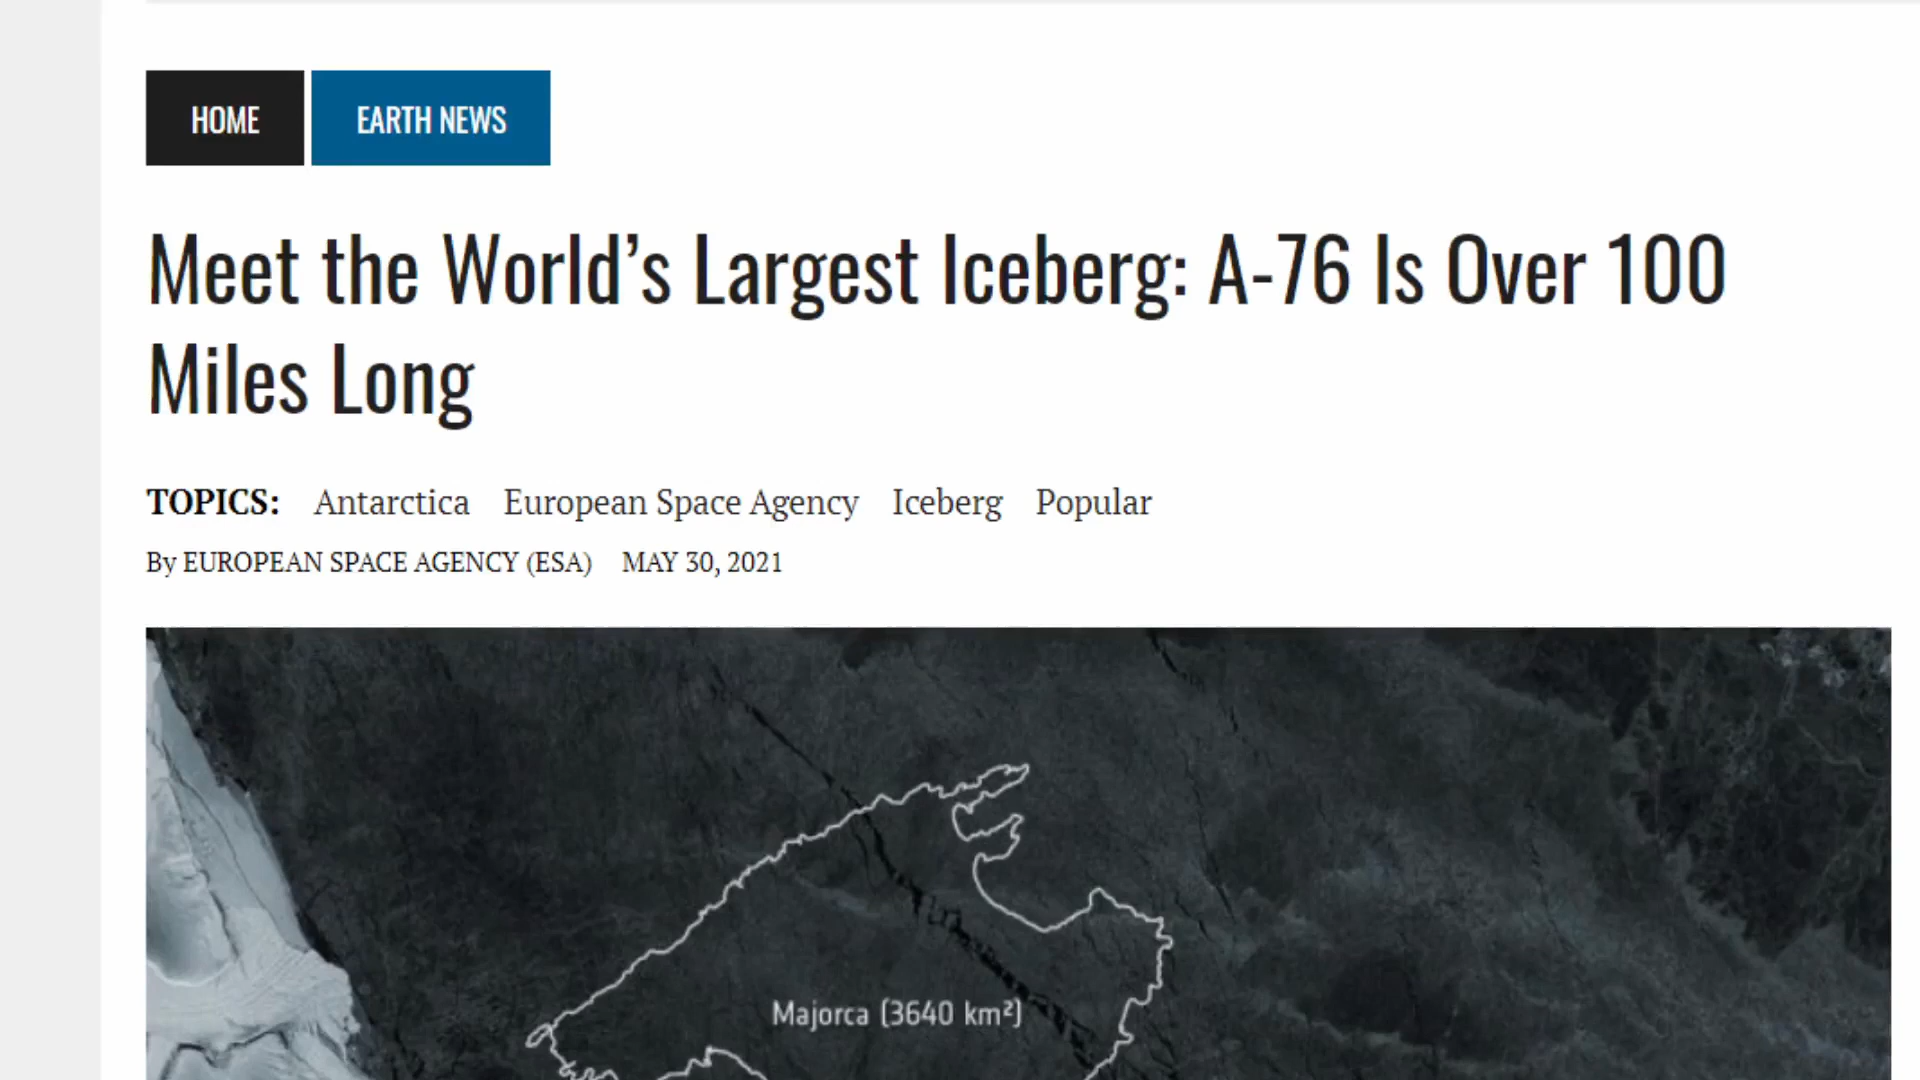 HOME EARTH NEWS
Meet the World’s Largest Iceberg: A-76 Is Over 100
Miles Long
TOPICS: Antarctica European Space Agency Iceberg Popular
By EUROPEAN SPACE AGENCY (ESA) MAY 30, 2021
Majorca (3640 km²)